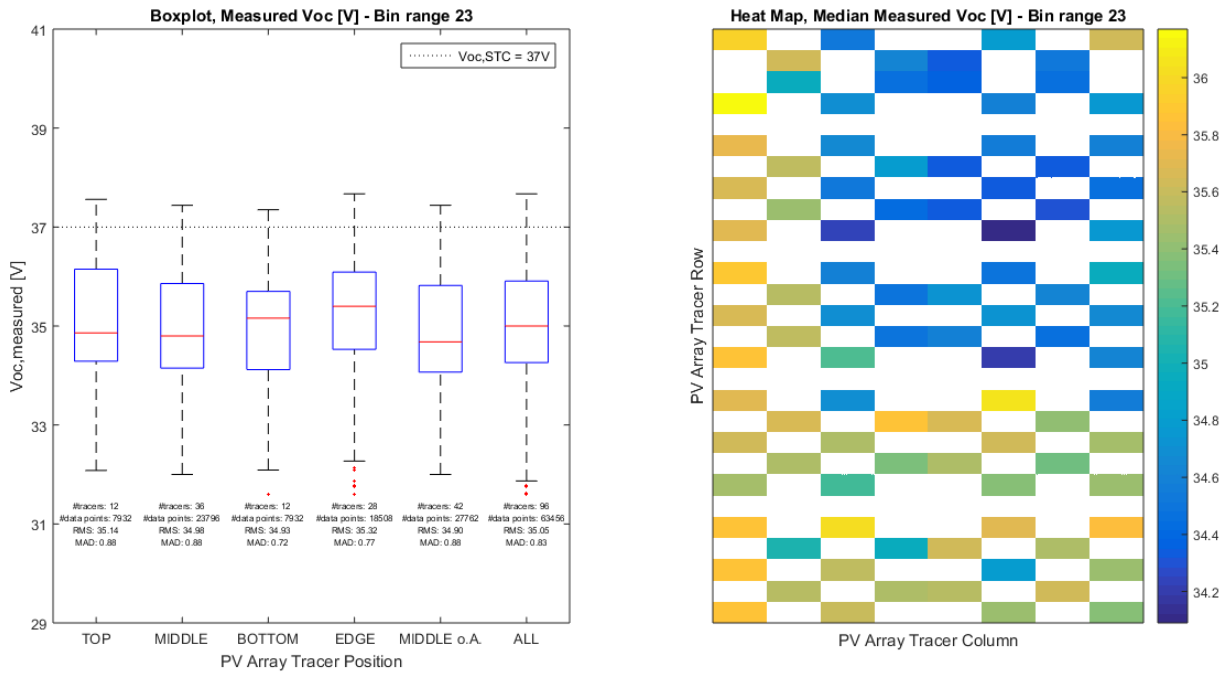 Boxplot, Measured Voc [V] - Bin range 23
41
39
37
35
33
31
29
Voc,measured [V]
Voc,STC = 37V
#tracers: 12
#data points: 7932
RMS: 35.14
MAD: 0.88
#tracers: 36
#data points: 23796
RMS: 34.98
MAD: 0.88
#tracers: 12
#data points: 7932
RMS: 34.93
MAD: 0.72
#tracers: 28
#data points: 18508
RMS: 35.32
MAD: 0.77
#tracers: 42
#data points: 27762
RMS: 34.90
MAD: 0.88
#tracers: 96
#data points: 63456
RMS: 35.05
MAD: 0.83
TOP
MIDDLE
BOTTOM
EDGE
MIDDLE o.A.
ALL
PV Array Tracer Position
Heat Map, Median Measured Voc [V] - Bin range 23
PV Array Tracer Row
PV Array Tracer Column
36
35.8
35.6
35.4
35.2
35
34.8
34.6
34.4
34.2